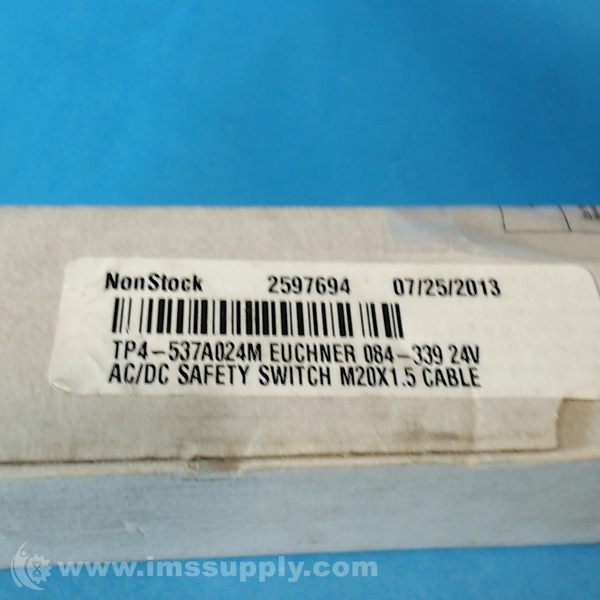 NonStock 2597694 07/25/2013
TP4-537A024M EUCHNER 084-339 24V
AC/DC SAFETY SWITCH M20X1.5 CABLE
www.imssupply.com